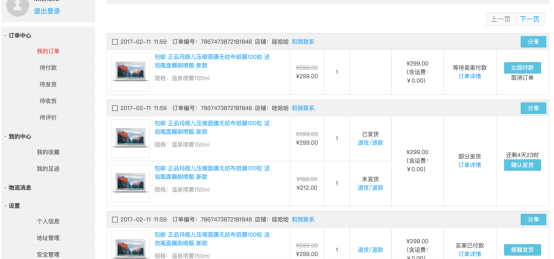 退出登录
上一页 下一页
· 订单中心
我的订单
待付款
待发货
待收货
待评价
· 我的中心
我的收藏
我的足迹
· 物流消息
· 设置
个人信息
地址管理
安全管理
2017-02-11 11:59 订单编号：7867473872181848 店铺：哇哈哈 和我联系
分享
包邮 正品玛姬儿压缩面膜无纺布纸膜100粒 送
泡瓶面膜刷喷瓶 新款
规格：温泉喷雾150ml
¥599.00
¥299.00
1
¥299.00
(含运费：
¥ 0.00)
等待卖家付款
订单详情
立即付款
取消订单
2017-02-11 11:59 订单编号：7867473872181848 店铺：哇哈哈 和我联系
分享
包邮 正品玛姬儿压缩面膜无纺布纸膜100粒 送
泡瓶面膜刷喷瓶 新款
规格：温泉喷雾150ml
¥599.00
¥299.00
1
已发货
退货/退款
包邮 正品玛姬儿压缩面膜无纺布纸膜100粒 送
泡瓶面膜刷喷瓶 新款
规格：温泉喷雾150ml
¥199.00
¥212.00
1
未发货
退货/退款
¥299.00
(含运费：
¥ 0.00)
部分发货
订单详情
还剩4天23时
确认发货
2017-02-11 11:59 订单编号：7867473872181848 店铺：哇哈哈 和我联系
分享
包邮 正品玛姬儿压缩面膜无纺布纸膜100粒 送
泡瓶面膜刷喷瓶 新款
规格：温泉喷雾150ml
¥599.00
¥299.00
1
退货/退款
¥299.00
(含运费：
¥ 0.00)
买家已付款
订单详情
提醒发货